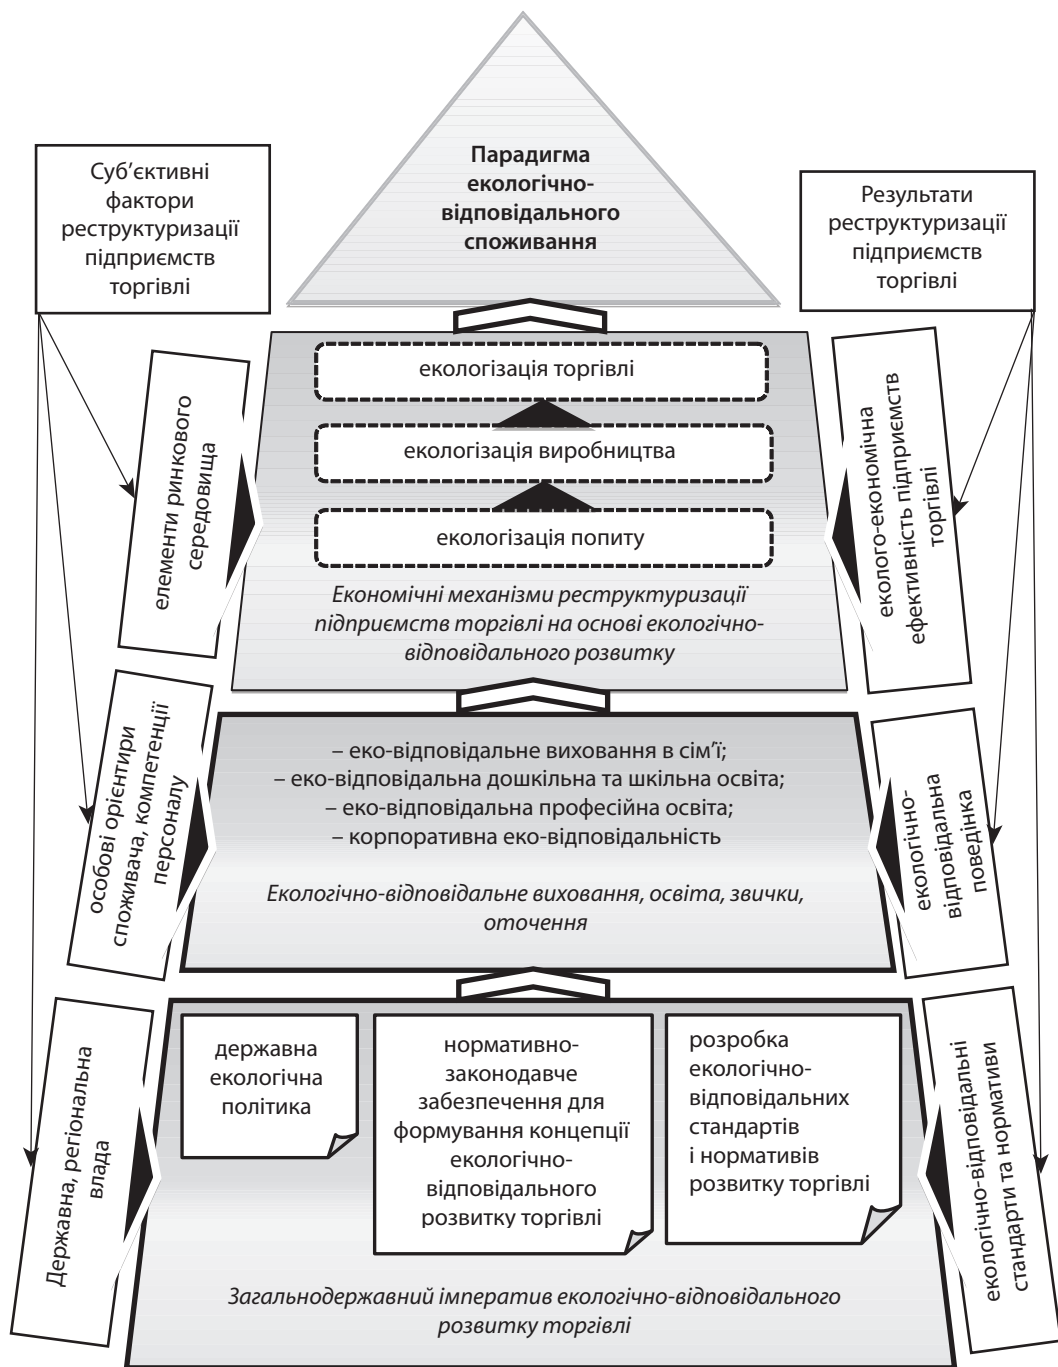 Парадигма
екологічно-
відповідального
споживання
Суб’єктивні
фактори
реструктуризації
підприємств
торгівлі
Результати
реструктуризації
підприємств
торгівлі
елементи ринкового
середовища
екологізація торгівлі
екологізація виробництва
екологізація попиту
Економічні механізми реструктуризації
підприємств торгівлі на основі екологічно-
відповідального розвитку
еколого-економічна
ефективність підприємств
торгівлі
особові орієнтири
споживача, компетенції
персоналу
– еко-відповідальне виховання в сім’ї;
– еко-відповідальна дошкільна та шкільна освіта;
– еко-відповідальна професійна освіта;
– корпоративна еко-відповідальність
Екологічно-відповідальне виховання, освіта, звички,
оточення
екологічно-
відповідальна
поведінка
Державна, регіональна
влада
державна
екологічна
політика
нормативно-
законодавче
забезпечення для
формування концепції
екологічно-
відповідального
розвитку торгівлі
розробка
екологічно-
відповідальних
стандартів
і нормативів
розвитку торгівлі
Загальнодержавний імператив екологічно-відповідального
розвитку торгівлі
екологічно-відповідальні
стандарти та нормативи